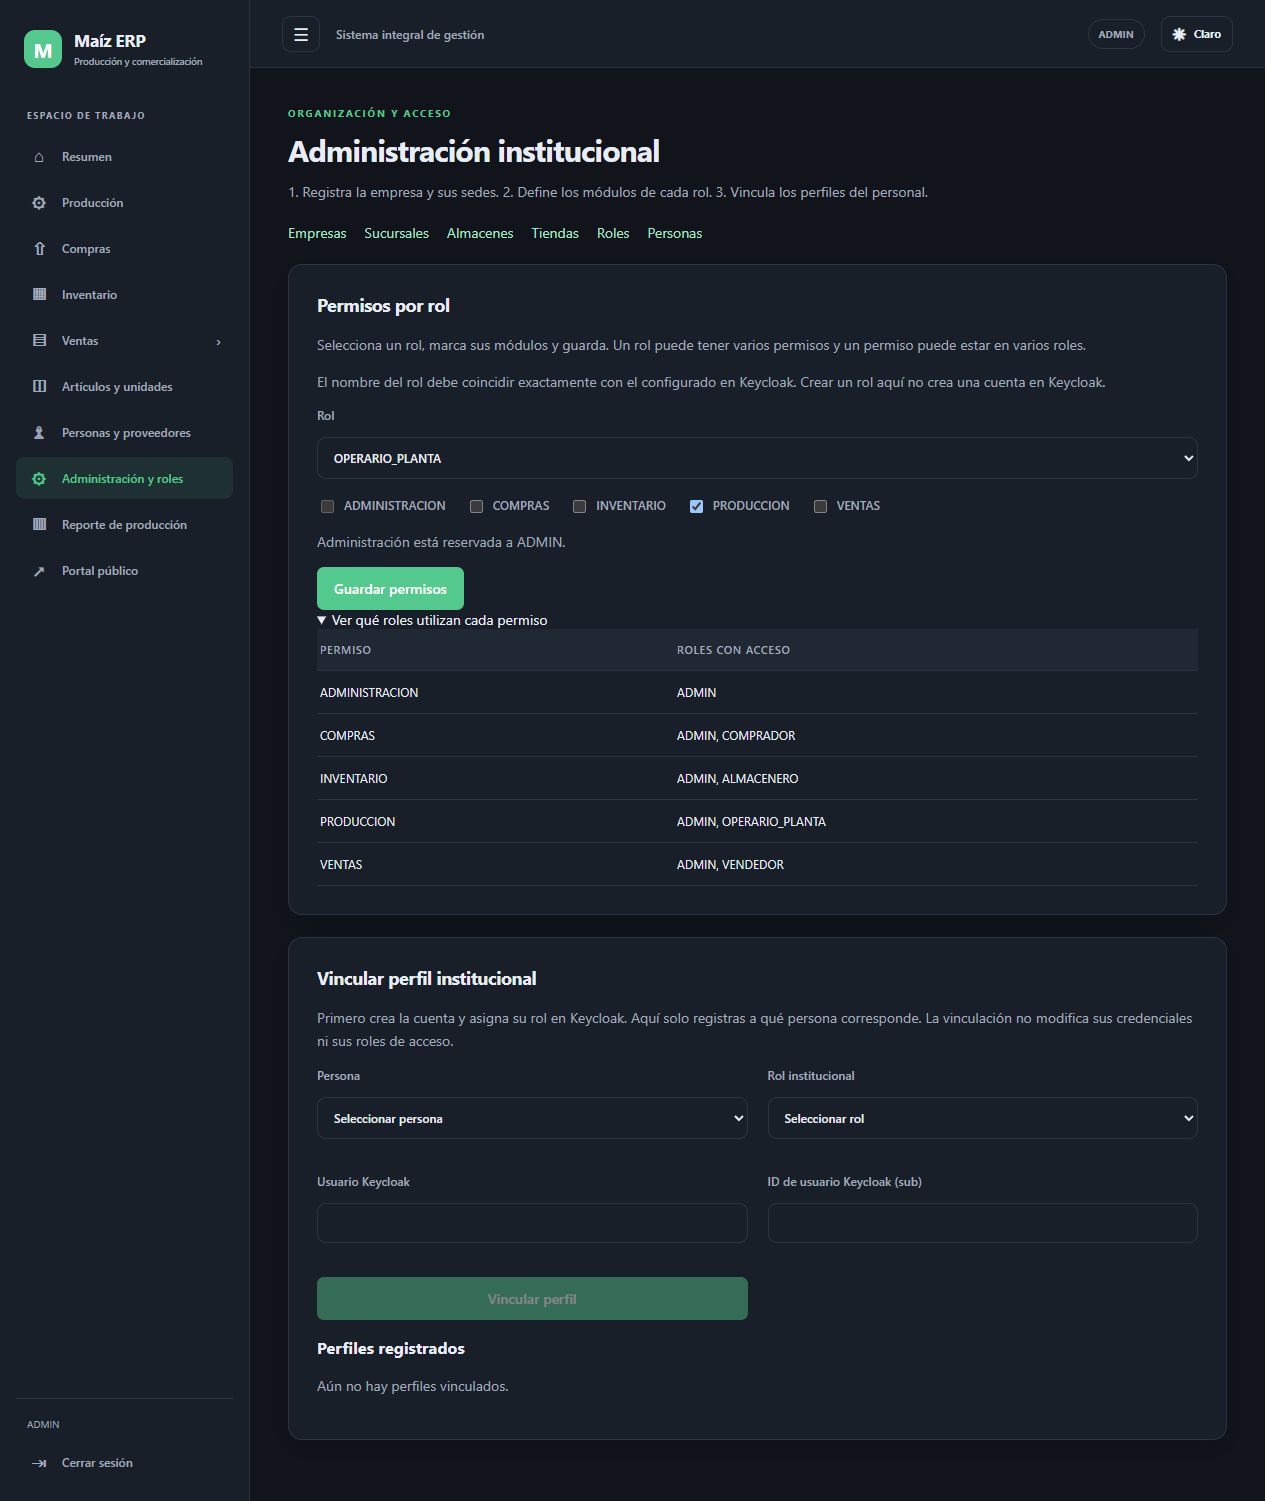 M
Maíz ERP
Producción y comercialización
ESPACIO DE TRABAJO
Resumen
Producción
Compras
Inventario
Ventas
Artículos y unidades
Personas y proveedores
Administración y roles
Reporte de producción
Portal público
ADMIN
Cerrar sesión
Sistema integral de gestión
ADMIN
Claro
ORGANIZACIÓN Y ACCESO
Administración institucional
1. Registra la empresa y sus sedes. 2. Define los módulos de cada rol. 3. Vincula los perfiles del personal.
Empresas Sucursales Almacenes Tiendas Roles Personas
Permisos por rol
Selecciona un rol, marca sus módulos y guarda. Un rol puede tener varios permisos y un permiso puede estar en varios roles.
El nombre del rol debe coincidir exactamente con el configurado en Keycloak. Crear un rol aquí no crea una cuenta en Keycloak.
Rol
OPERARIO_PLANTA
ADMINISTRACION COMPRAS INVENTARIO PRODUCCION VENTAS
Administración está reservada a ADMIN.
Guardar permisos
Ver qué roles utilizan cada permiso
PERMISO ROLES CON ACCESO
ADMINISTRACION ADMIN
COMPRAS ADMIN, COMPRADOR
INVENTARIO ADMIN, ALMACENERO
PRODUCCION ADMIN, OPERARIO_PLANTA
VENTAS ADMIN, VENDEDOR
Vincular perfil institucional
Primero crea la cuenta y asigna su rol en Keycloak. Aquí solo registras a qué persona corresponde. La vinculación no modifica sus credenciales
ni sus roles de acceso.
Persona Rol institucional
Seleccionar persona Seleccionar rol
Usuario Keycloak ID de usuario Keycloak (sub)
Vincular perfil
Perfiles registrados
Aún no hay perfiles vinculados.